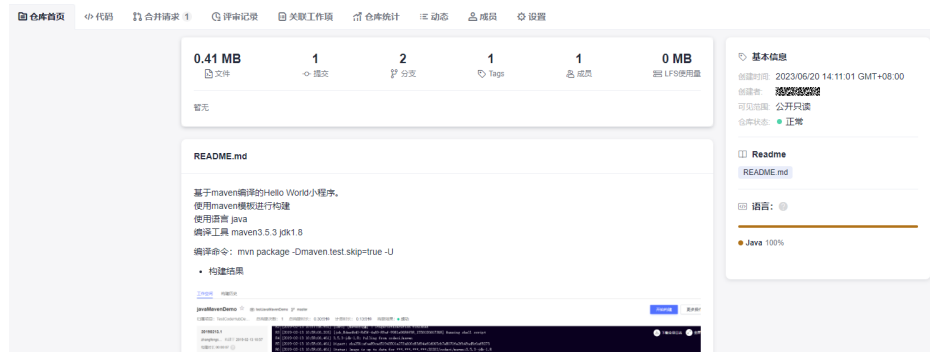 仓库首页 代码 合并请求 1 评审记录 关联工作项 仓库统计 动态 成员 设置
0.41 MB 1 2 1 1 0 MB
文件 提交 分支 Tags 成员 LFS使用量
暂无
README.md
基于maven编译的Hello World小程序。
使用maven模板进行构建
使用语言 java
编译工具 maven3.5.3 jdk1.8
编译命令：mvn package -Dmaven.test.skip=true -U
构建结果
javaMavenDemo
基本信息
创建时间: 2023/06/20 14:11:01 GMT+08:00
创建者:
可见范围: 公开只读
仓库状态: 正常
Readme
README.md
语言：
Java 100%